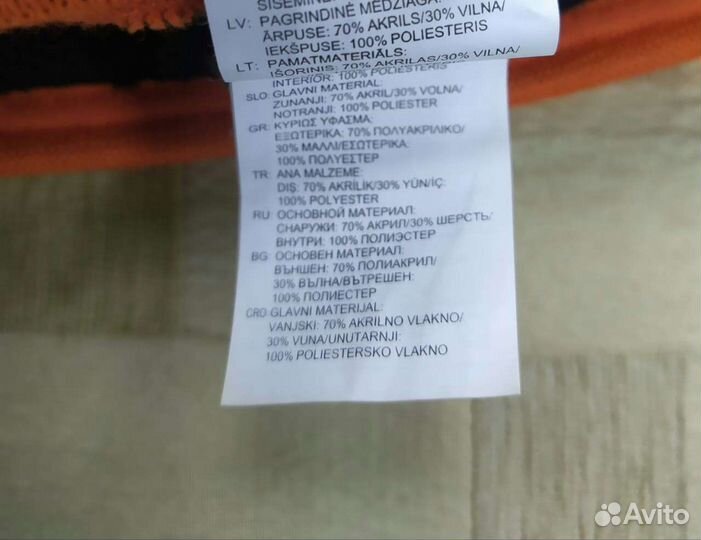 LV: PAGRINDINĖ MEDŽIAGA:
ĀRPUSE: 70% AKRILS/30% VILNA/
IEKŠPUSE: 100% POLIESTERIS
LT: PAMATMATERIĀLS:
IŠORINIS: 70% AKRILAS/30% VILNA/
INTERIOR: 100% POLIESTERIS
SLO: GLAVNI MATERIAL:
ZUNANJI: 70% AKRIL/30% VOLNA/
NOTRANJI: 100% POLIESTER
GR: ΚΥΡΙΩΣ ΥΦΑΣΜΑ:
ΕΞΩΤΕΡΙΚΑ: 70% ΠΟΛΥΑΚΡΙΛΙΚΟ/
30% ΜΑΛΛΙ/ΕΣΩΤΕΡΙΚΑ:
100% ΠΟΛΥΕΣΤΕΡ
TR: ANA MALZEME:
DIŞ: 70% AKRİLİK/30% YÜN/İÇ:
100% POLYESTER
RU: ОСНОВНОЙ МАТЕРИАЛ:
СНАРУЖИ: 70% АКРИЛ/30% ШЕРСТЬ/
ВНУТРИ: 100% ПОЛИЭСТЕР
BG: ОСНОВЕН МАТЕРИАЛ:
ВЪНШЕН: 70% ПОЛИАКРИЛ/
30% ВЪЛНА/ВЪТРЕШЕН:
100% ПОЛИЕСТЕР
CRO: GLAVNI MATERIJAL:
VANJSKI: 70% AKRILNO VLAKNO/
30% VUNA/UNUTARNJI:
100% POLIESTERSKO VLAKNO
Avito